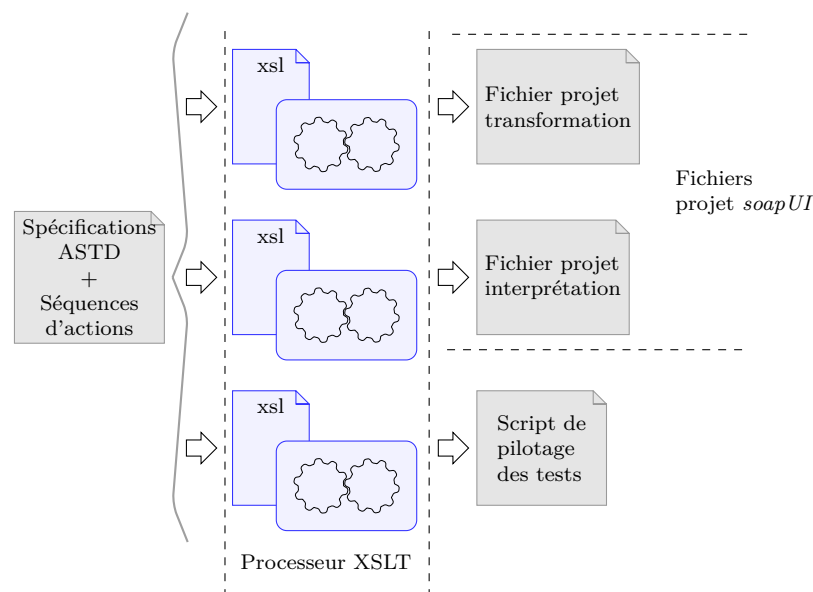 xsl
Fichier projet
transformation
Fichiers
projet soapUI
Spécifications
ASTD
+
Séquences
d'actions
xsl
Fichier projet
interprétation
xsl
Script de
pilotage
des tests
Processeur XSLT